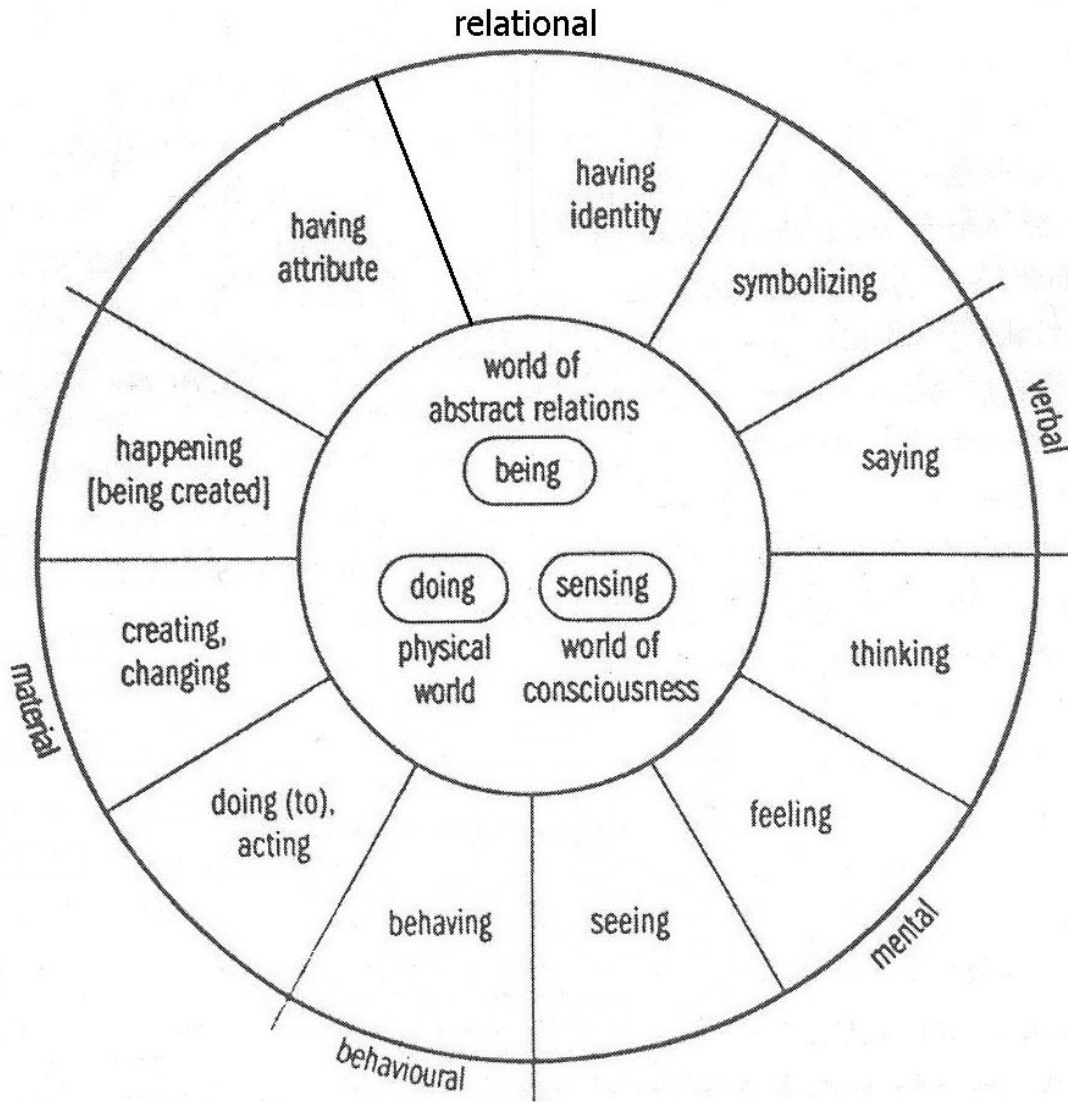 relational
having
identity
having
attribute
symbolizing
verbal
saying
happening
[being created]
world of
abstract relations
being
doing
sensing
physical
world
world of
consciousness
creating,
changing
material
thinking
doing (to),
acting
feeling
mental
behaving
seeing
behavioural